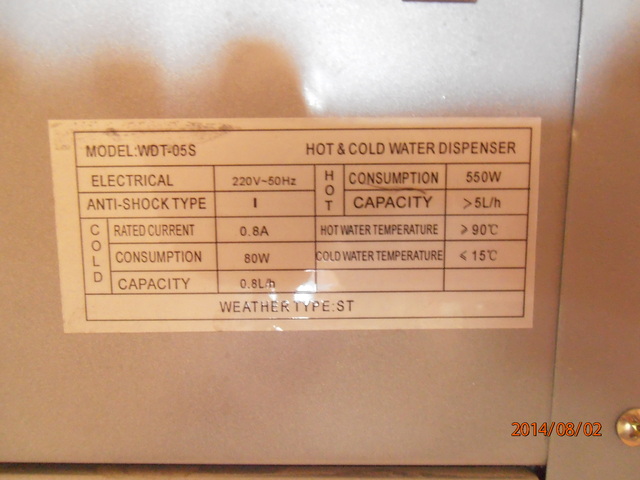 MODEL:WDT-05S HOT & COLD WATER DISPENSER
ELECTRICAL 220V~50Hz HOT CONSUMPTION 550W
ANTI-SHOCK TYPE I CAPACITY >5L/h
COLD RATED CURRENT 0.8A HOT WATER TEMPERATURE ≥90℃
CONSUMPTION 80W COLD WATER TEMPERATURE ≤15℃
CAPACITY 0.8L/h
WEATHER TYPE:ST
2014/08/02